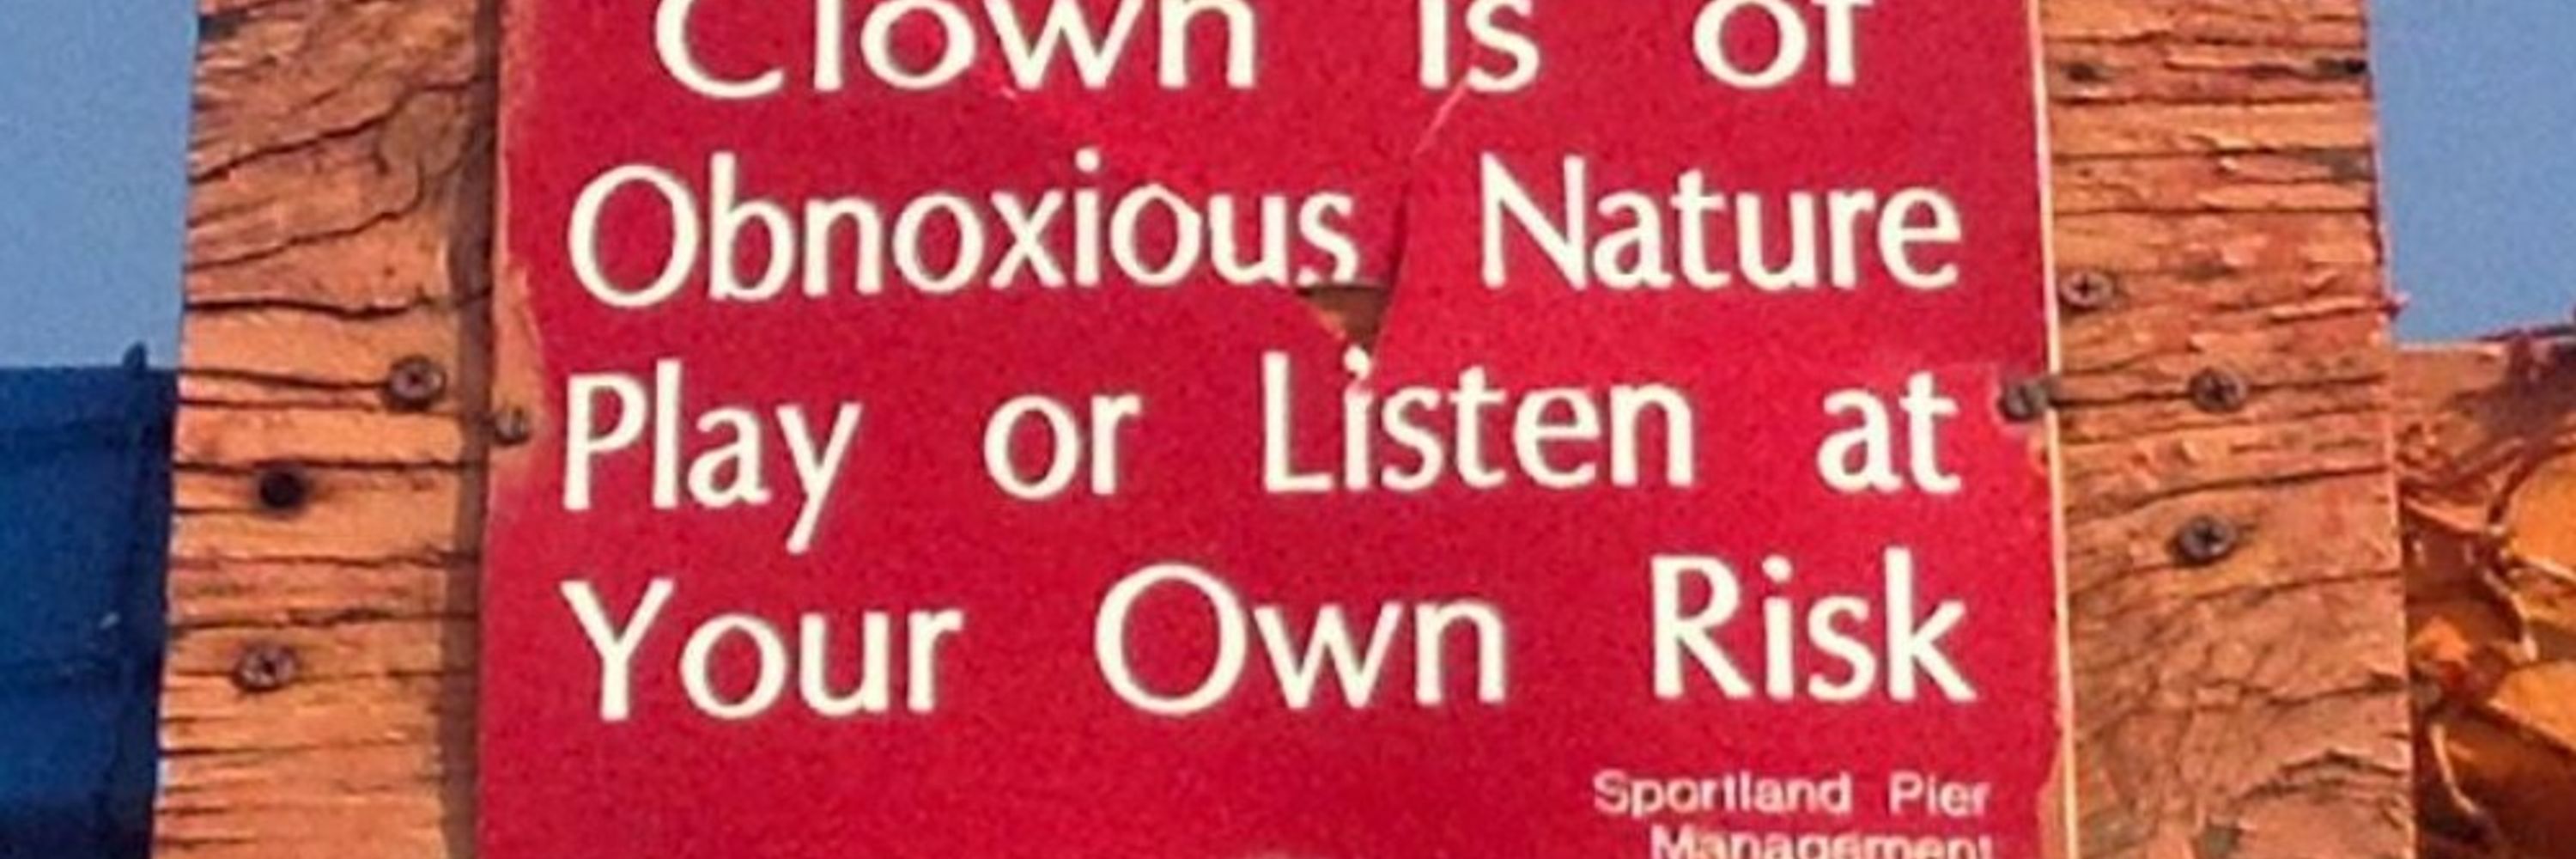 Clown is of
Obnoxious Nature
Play or Listen at
Your Own Risk
Sportland Pier
Management